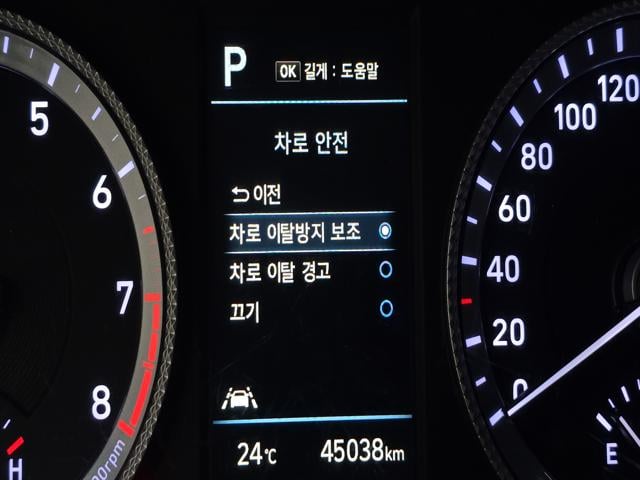 P
OK 길게 : 도움말
차로 안전
이전
차로 이탈방지 보조
차로 이탈 경고
끄기
24℃
45038km
5
6
7
8
H
120
100
80
60
40
20
0
E